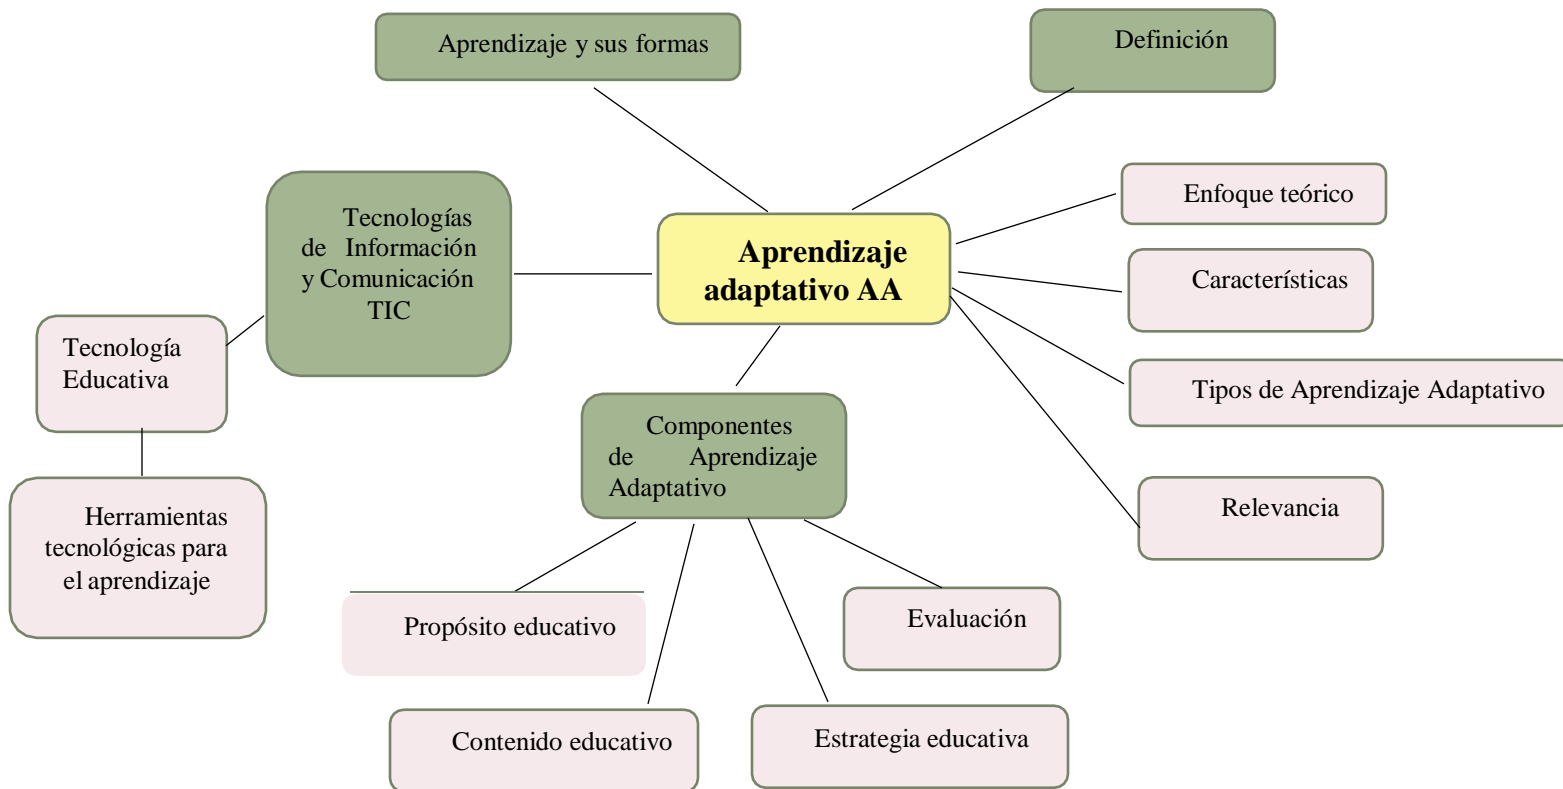 Aprendizaje y sus formas
Definición
Tecnologías
de Información
y Comunicación
TIC
Aprendizaje
adaptativo AA
Enfoque teórico
Características
Tipos de Aprendizaje Adaptativo
Relevancia
Tecnología
Educativa
Herramientas
tecnológicas para
el aprendizaje
Componentes
de Aprendizaje
Adaptativo
Propósito educativo
Evaluación
Contenido educativo
Estrategia educativa